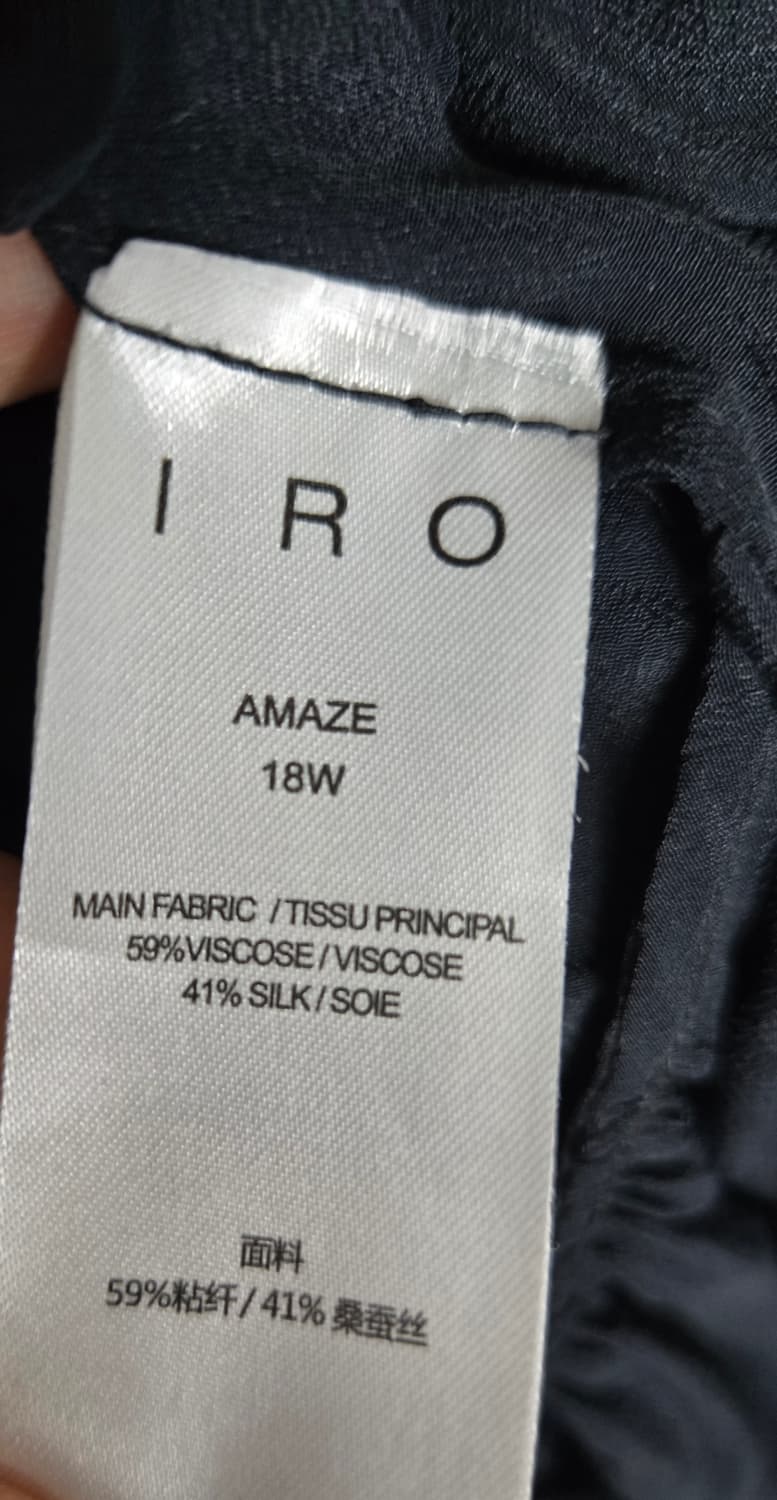 I R O
AMAZE
18W
MAIN FABRIC / TISSU PRINCIPAL
59%VISCOSE / VISCOSE
41% SILK / SOIE
面料
59%粘纤 / 41% 桑蚕丝